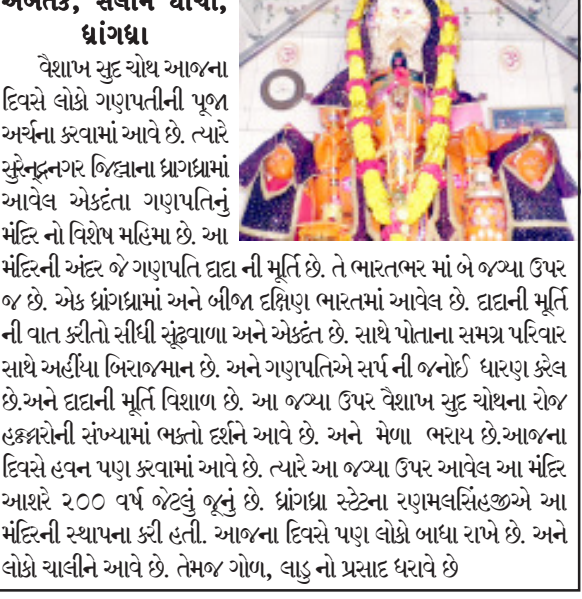 અબતક, સલીમ ઘાંચી,
ધ્રાંગધ્રા
વૈશાખ સુદ ચોથ આજના
દિવસે લોકો ગણપતીની પૂજા
અર્ચના કરવામાં આવે છે. ત્યારે
સુરેન્દ્રનગર જિલ્લાના ધ્રાગધ્રામાં
આવેલ એકદંતા ગણપતિનું
મંદિર નો વિશેષ મહિમા છે. આ
મંદિરની અંદર જે ગણપતિ દાદા ની મૂર્તિ છે. તે ભારતભર માં બે જગ્યા ઉપર
જ છે. એક ધ્રાંગધ્રામાં અને બીજા દક્ષિણ ભારતમાં આવેલ છે. દાદાની મૂર્તિ
ની વાત કરીતો સીધી સૂંઢવાળા અને એકદંત છે. સાથે પોતાના સમગ્ર પરિવાર
સાથે અહીંયા બિરાજમાન છે. અને ગણપતિએ સર્પ ની જનોઈ ધારણ કરેલ
છે.અને દાદાની મૂર્તિ વિશાળ છે. આ જગ્યા ઉપર વૈશાખ સુદ ચોથના રોજ
હજારોની સંખ્યામાં ભક્તો દર્શને આવે છે. અને મેળા ભરાય છે.આજના
દિવસે હવન પણ કરવામાં આવે છે. ત્યારે આ જગ્યા ઉપર આવેલ આ મંદિર
આશરે ૨૦૦ વર્ષ જેટલું જૂનું છે. ધ્રાંગધ્રા સ્ટેટના રણમલસિંહજીએ આ
મંદિરની સ્થાપના કરી હતી. આજના દિવસે પણ લોકો બાધા રાખે છે. અને
લોકો ચાલીને આવે છે. તેમજ ગોળ, લાડુ નો પ્રસાદ ધરાવે છે